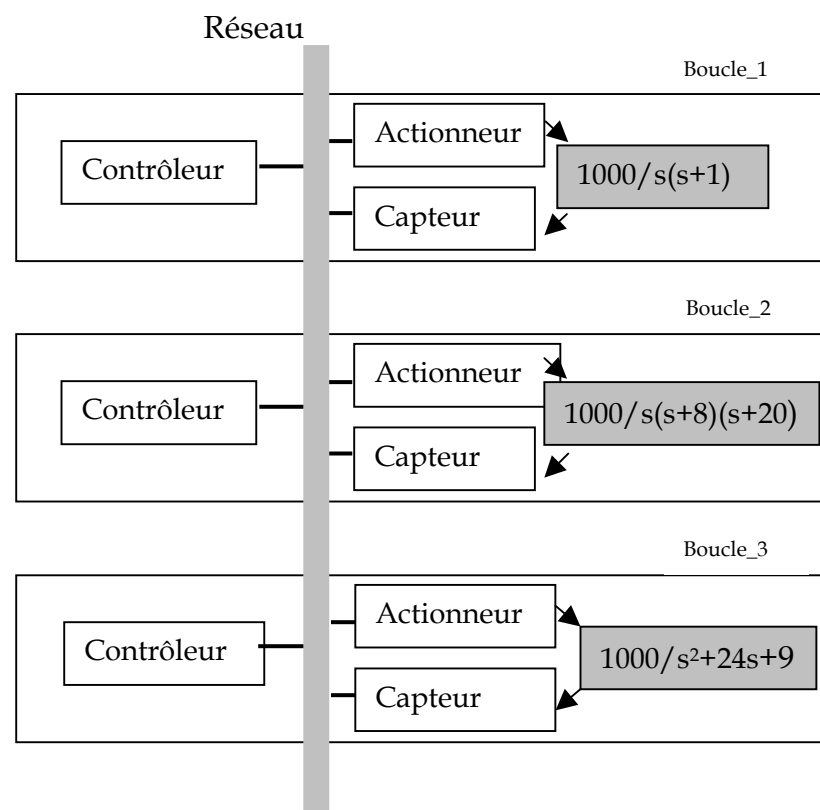 Réseau
Boucle_1
Contrôleur
Actionneur
Capteur
1000/s(s+1)
Boucle_2
Contrôleur
Actionneur
Capteur
1000/s(s+8)(s+20)
Boucle_3
Contrôleur
Actionneur
Capteur
1000/s²+24s+9